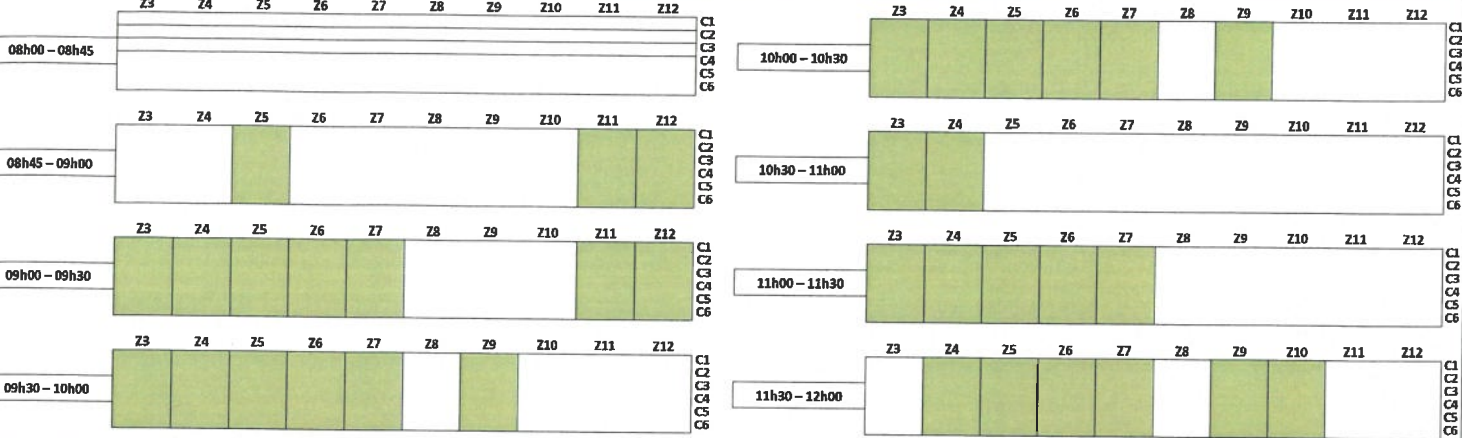 Z3 Z4 Z5 Z6 Z7 Z8 Z9 Z10 Z11 Z12
08h00 – 08h45
C1
C2
C3
C4
C5
C6
Z3 Z4 Z5 Z6 Z7 Z8 Z9 Z10 Z11 Z12
08h45 – 09h00
C1
C2
C3
C4
C5
C6
Z3 Z4 Z5 Z6 Z7 Z8 Z9 Z10 Z11 Z12
09h00 – 09h30
C1
C2
C3
C4
C5
C6
Z3 Z4 Z5 Z6 Z7 Z8 Z9 Z10 Z11 Z12
09h30 – 10h00
C1
C2
C3
C4
C5
C6
Z3 Z4 Z5 Z6 Z7 Z8 Z9 Z10 Z11 Z12
10h00 – 10h30
C1
C2
C3
C4
C5
C6
Z3 Z4 Z5 Z6 Z7 Z8 Z9 Z10 Z11 Z12
10h30 – 11h00
C1
C2
C3
C4
C5
C6
Z3 Z4 Z5 Z6 Z7 Z8 Z9 Z10 Z11 Z12
11h00 – 11h30
C1
C2
C3
C4
C5
C6
Z3 Z4 Z5 Z6 Z7 Z8 Z9 Z10 Z11 Z12
11h30 – 12h00
C1
C2
C3
C4
C5
C6